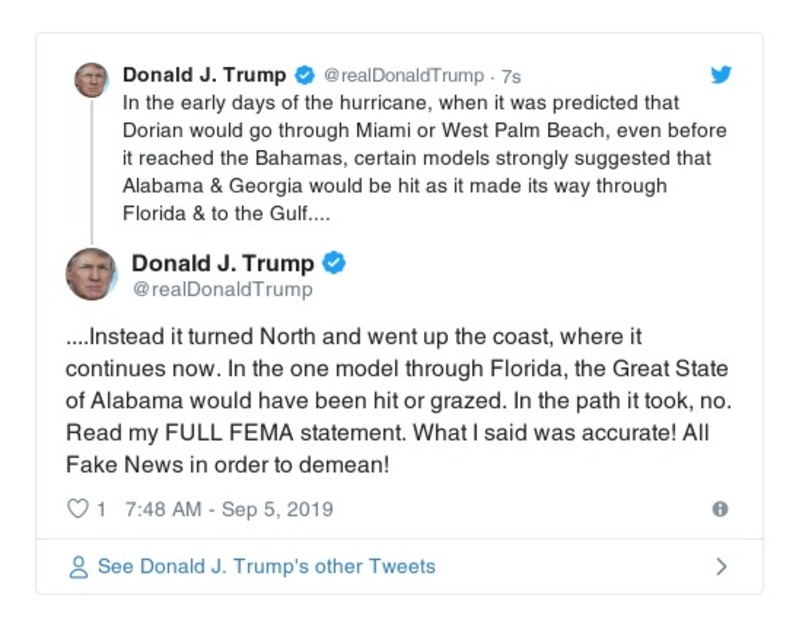 Donald J. Trump @realDonaldTrump · 7s
In the early days of the hurricane, when it was predicted that
Dorian would go through Miami or West Palm Beach, even before
it reached the Bahamas, certain models strongly suggested that
Alabama & Georgia would be hit as it made its way through
Florida & to the Gulf....
Donald J. Trump
@realDonaldTrump
....Instead it turned North and went up the coast, where it
continues now. In the one model through Florida, the Great State
of Alabama would have been hit or grazed. In the path it took, no.
Read my FULL FEMA statement. What I said was accurate! All
Fake News in order to demean!
1 7:48 AM - Sep 5, 2019
See Donald J. Trump's other Tweets